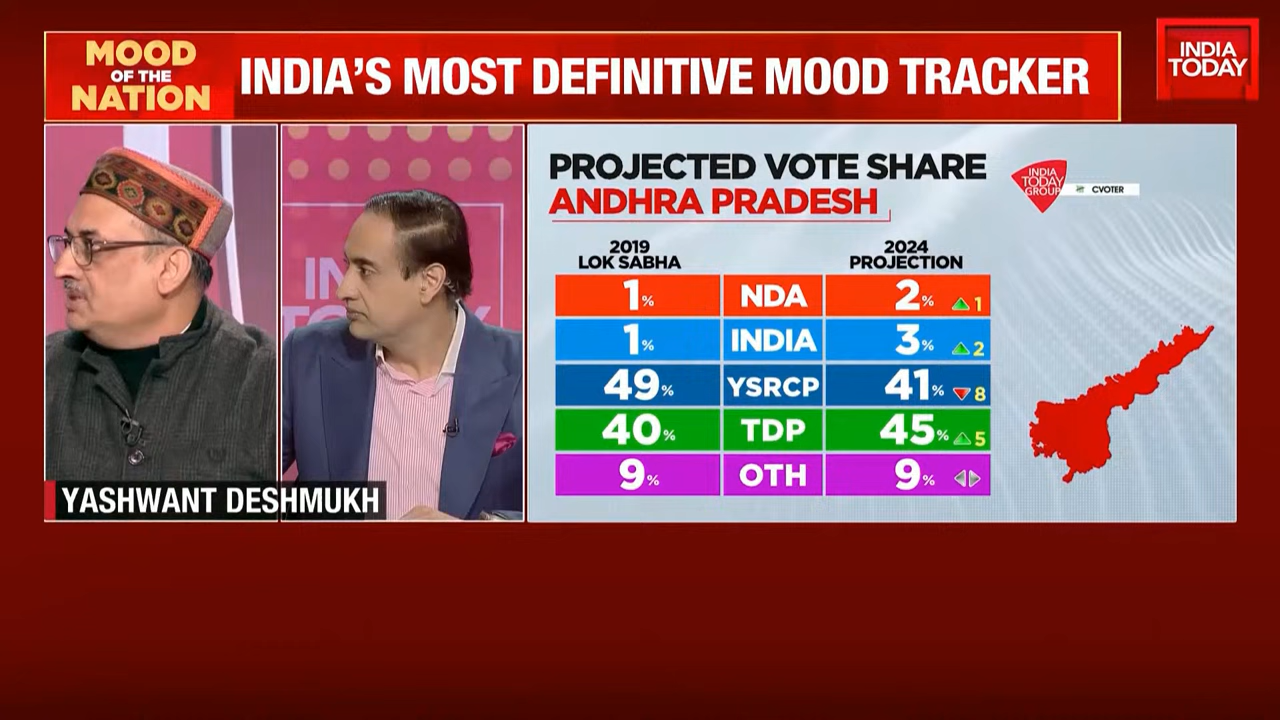 MOOD
OF THE
NATION
INDIA'S MOST DEFINITIVE MOOD TRACKER
INDIA
TODAY
PROJECTED VOTE SHARE
ANDHRA PRADESH
INDIA
TODAY
GROUP
CVOTER
2019
LOK SABHA
2024
PROJECTION
1% NDA 2% 1
1% INDIA 3% 2
49% YSRCP 41% 8
40% TDP 45% 5
9% OTH 9%
YASHWANT DESHMUKH